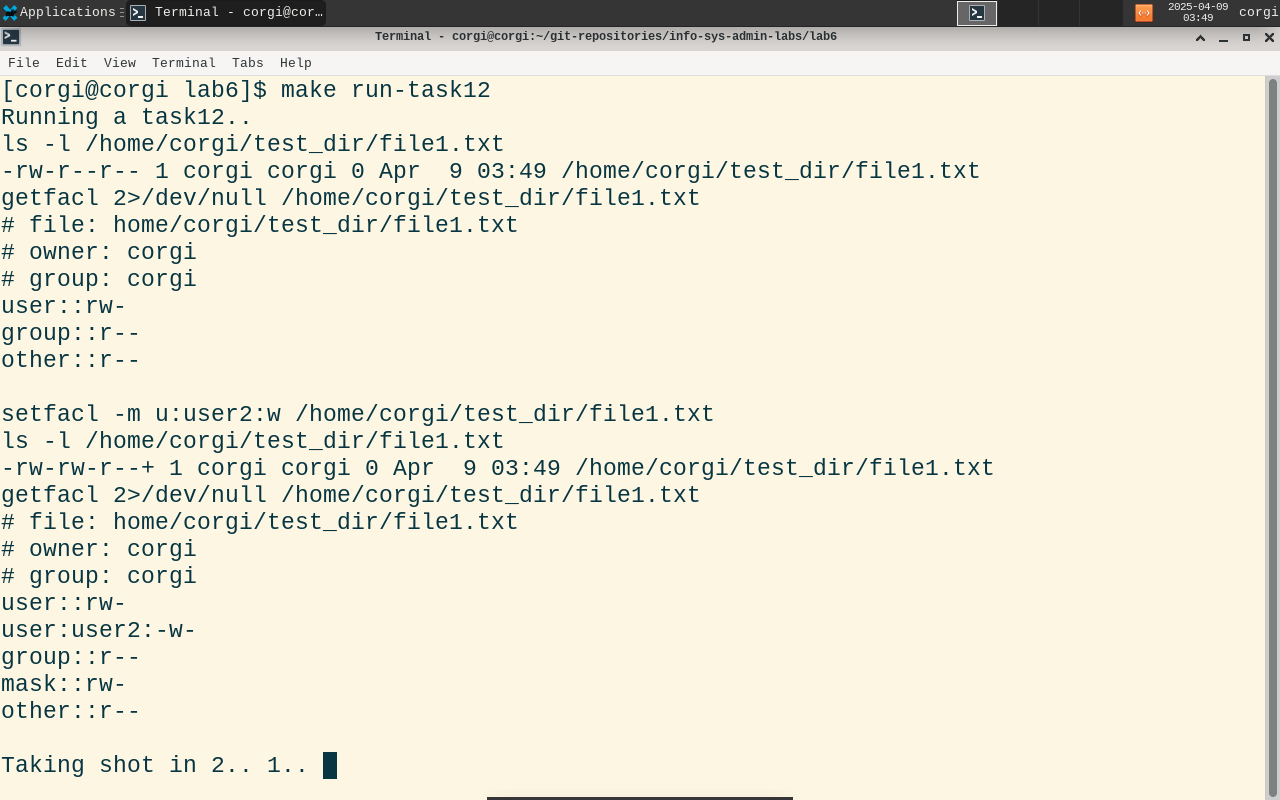 Applications
Terminal - corgi@cor…
2025-04-09
03:49
corgi
Terminal - corgi@corgi:~/git-repositories/info-sys-admin-labs/lab6
File Edit View Terminal Tabs Help
[corgi@corgi lab6]$ make run-task12
Running a task12..
ls -l /home/corgi/test_dir/file1.txt
-rw-r--r-- 1 corgi corgi 0 Apr  9 03:49 /home/corgi/test_dir/file1.txt
getfacl 2>/dev/null /home/corgi/test_dir/file1.txt
# file: home/corgi/test_dir/file1.txt
# owner: corgi
# group: corgi
user::rw-
group::r--
other::r--

setfacl -m u:user2:w /home/corgi/test_dir/file1.txt
ls -l /home/corgi/test_dir/file1.txt
-rw-rw-r--+ 1 corgi corgi 0 Apr  9 03:49 /home/corgi/test_dir/file1.txt
getfacl 2>/dev/null /home/corgi/test_dir/file1.txt
# file: home/corgi/test_dir/file1.txt
# owner: corgi
# group: corgi
user::rw-
user:user2:-w-
group::r--
mask::rw-
other::r--

Taking shot in 2.. 1..